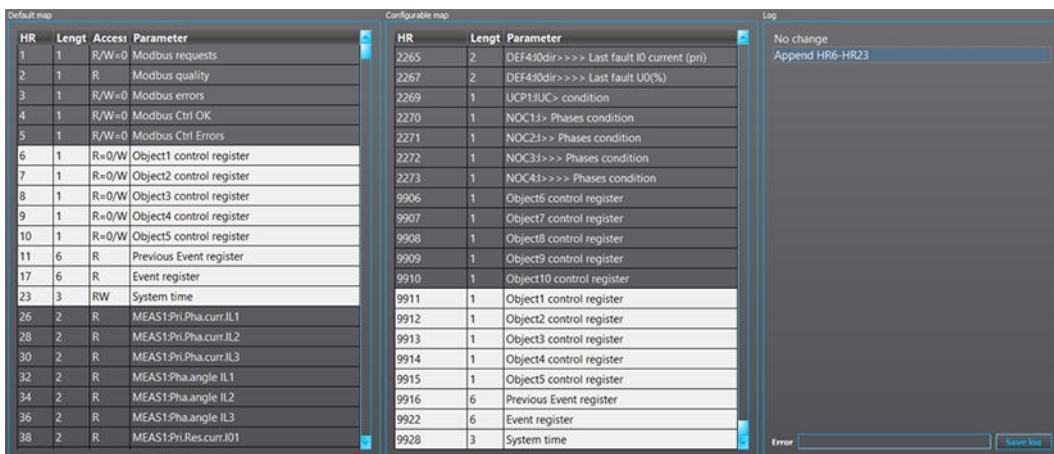 Default map
HR Lengt Access Parameter
1 1 R/W=0 Modbus requests
2 1 R Modbus quality
3 1 R/W=0 Modbus errors
4 1 R/W=0 Modbus Ctrl OK
5 1 R/W=0 Modbus Ctrl Errors
6 1 R=0/W Object1 control register
7 1 R=0/W Object2 control register
8 1 R=0/W Object3 control register
9 1 R=0/W Object4 control register
10 1 R=0/W Object5 control register
11 6 R Previous Event register
17 6 R Event register
23 3 RW System time
26 2 R MEAS1:Pri.Pha.curr.IL1
28 2 R MEAS1:Pri.Pha.curr.IL2
30 2 R MEAS1:Pri.Pha.curr.IL3
32 2 R MEAS1:Pha.angle IL1
34 2 R MEAS1:Pha.angle IL2
36 2 R MEAS1:Pha.angle IL3
38 2 R MEAS1:Pri.Res.curr.I01
Configurable map
HR Lengt Parameter
2265 2 DEF4:I0dir>>>> Last fault I0 current (pri)
2267 2 DEF4:I0dir>>>> Last fault U0(%)
2269 1 UCP1:IUC> condition
2270 1 NOC1:I> Phases condition
2271 1 NOC2:I>> Phases condition
2272 1 NOC3:I>>> Phases condition
2273 1 NOC4:I>>>> Phases condition
9906 1 Object6 control register
9907 1 Object7 control register
9908 1 Object8 control register
9909 1 Object9 control register
9910 1 Object10 control register
9911 1 Object1 control register
9912 1 Object2 control register
9913 1 Object3 control register
9914 1 Object4 control register
9915 1 Object5 control register
9916 6 Previous Event register
9922 6 Event register
9928 3 System time
Log
No change
Append HR6-HR23
Error Save log